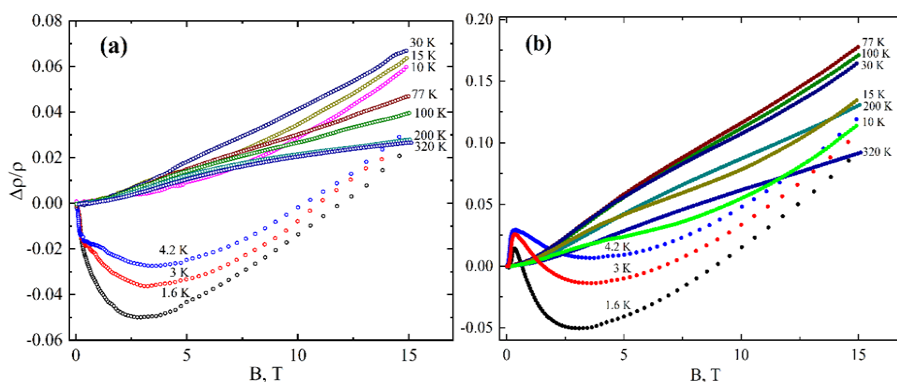 (a)
Δρ/ρ
0.08
0.06
0.04
0.02
0.00
-0.02
-0.04
-0.06
30 K
15 K
10 K
77 K
100 K
200 K
320 K
4.2 K
3 K
1.6 K
0
5
10
15
B, T
(b)
0.20
0.15
0.10
0.05
0.00
-0.05
77 K
100 K
30 K
15 K
200 K
10 K
320 K
4.2 K
3 K
1.6 K
0
5
10
15
B, T